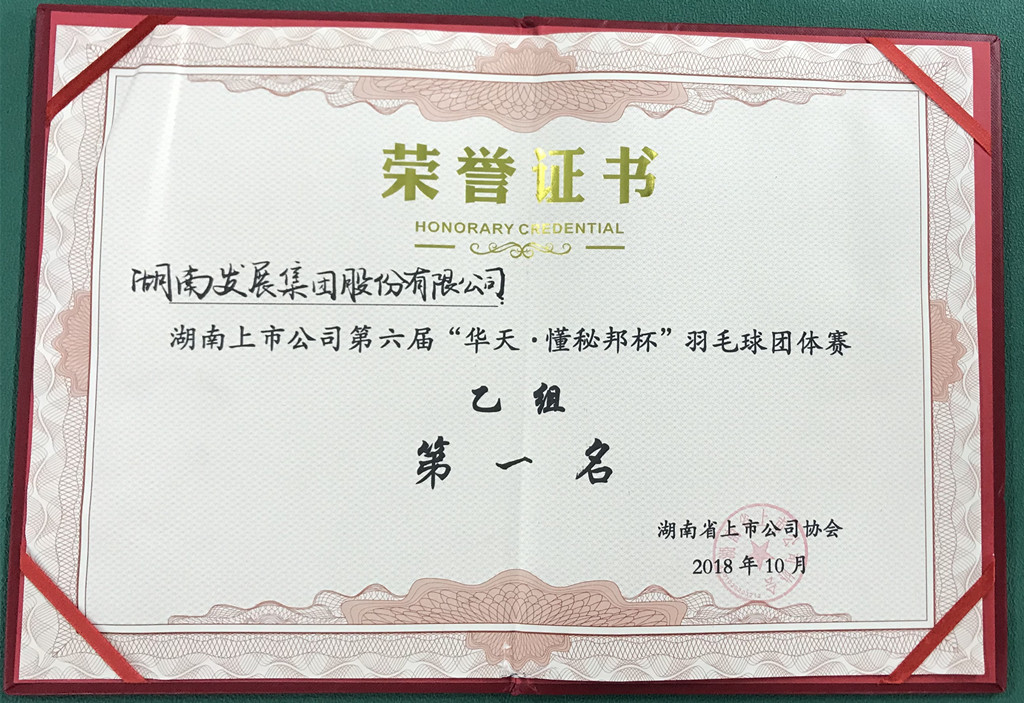 荣誉证书
HONORARY CREDENTIAL
湖南发展集团股份有限公司
湖南上市公司第六届“华天·懂秘邦杯”羽毛球团体赛
乙组
第一名
湖南省上市公司协会
2018年10月